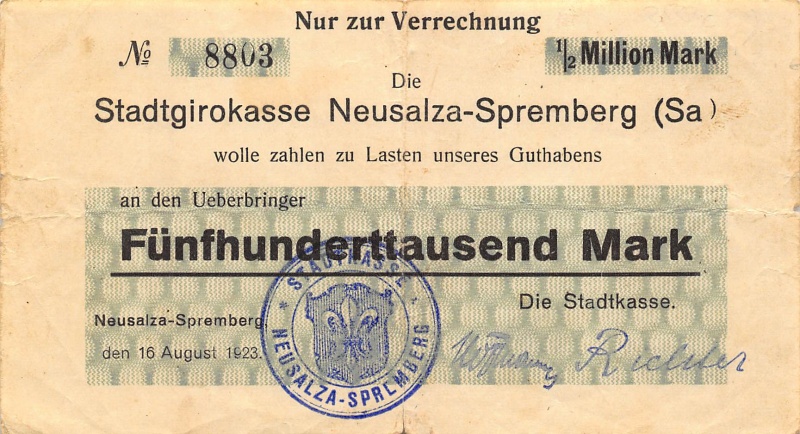 Nur zur Verrechnung
№ 8803
1/2 Million Mark
Die
Stadtgirokasse Neusalza-Spremberg (Sa)
wolle zahlen zu Lasten unseres Guthabens
an den Ueberbringer
Fünfhunderttausend Mark
Die Stadtkasse.
Neusalza-Spremberg,
den 16 August 1923.
* STADTKASSE *
NEUSALZA-SPREMBERG
Richter